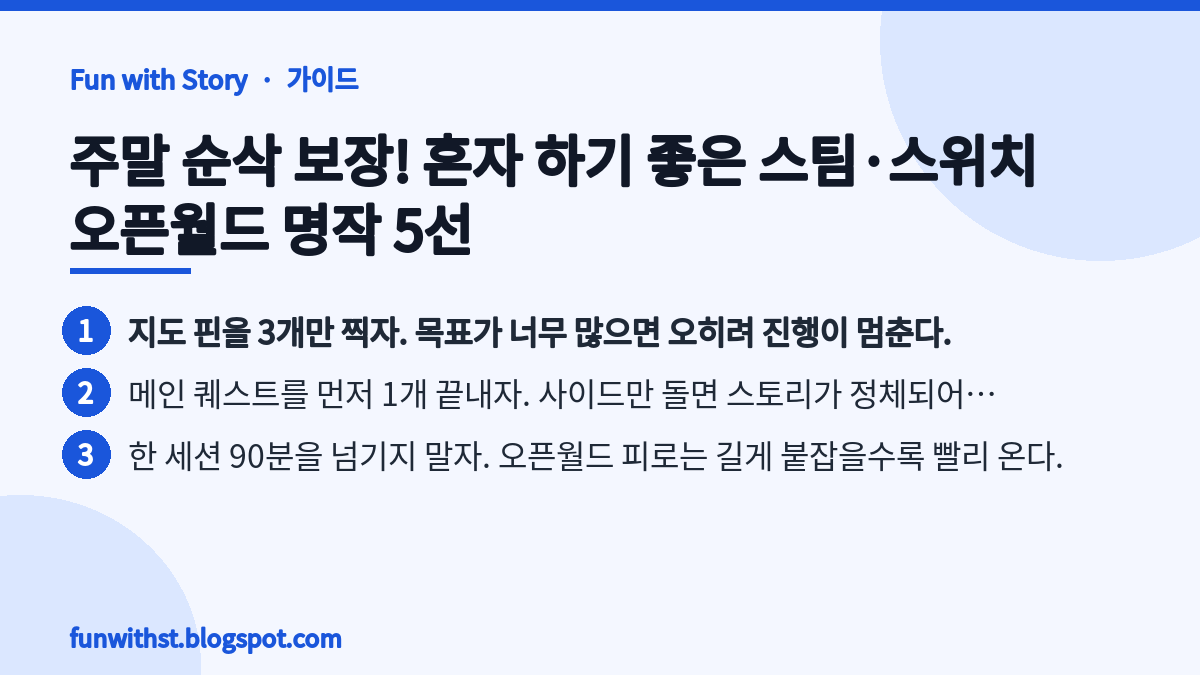 Fun with Story · 가이드
주말 순삭 보장! 혼자 하기 좋은 스팀·스위치
오픈월드 명작 5선
1 지도 핀을 3개만 찍자. 목표가 너무 많으면 오히려 진행이 멈춘다.
2 메인 퀘스트를 먼저 1개 끝내자. 사이드만 돌면 스토리가 정체되어…
3 한 세션 90분을 넘기지 말자. 오픈월드 피로는 길게 붙잡을수록 빨리 온다.
funwithst.blogspot.com